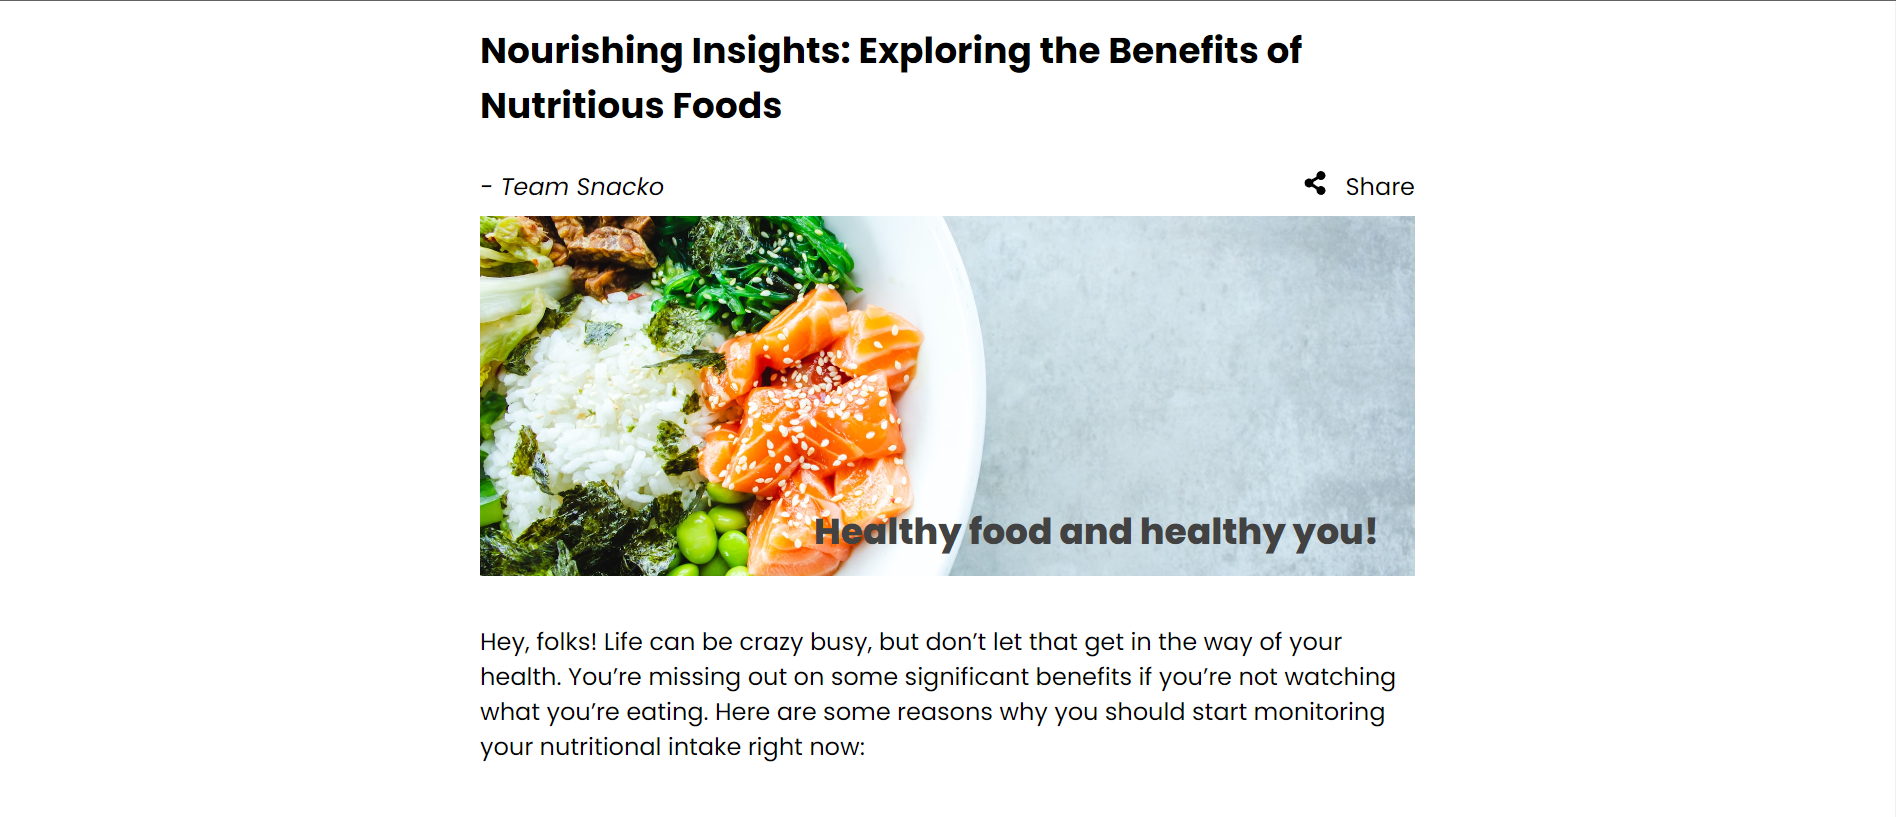 Nourishing Insights: Exploring the Benefits of
Nutritious Foods
- Team Snacko
Share
Healthy food and healthy you!
Hey, folks! Life can be crazy busy, but don’t let that get in the way of your
health. You’re missing out on some significant benefits if you’re not watching
what you’re eating. Here are some reasons why you should start monitoring
your nutritional intake right now: